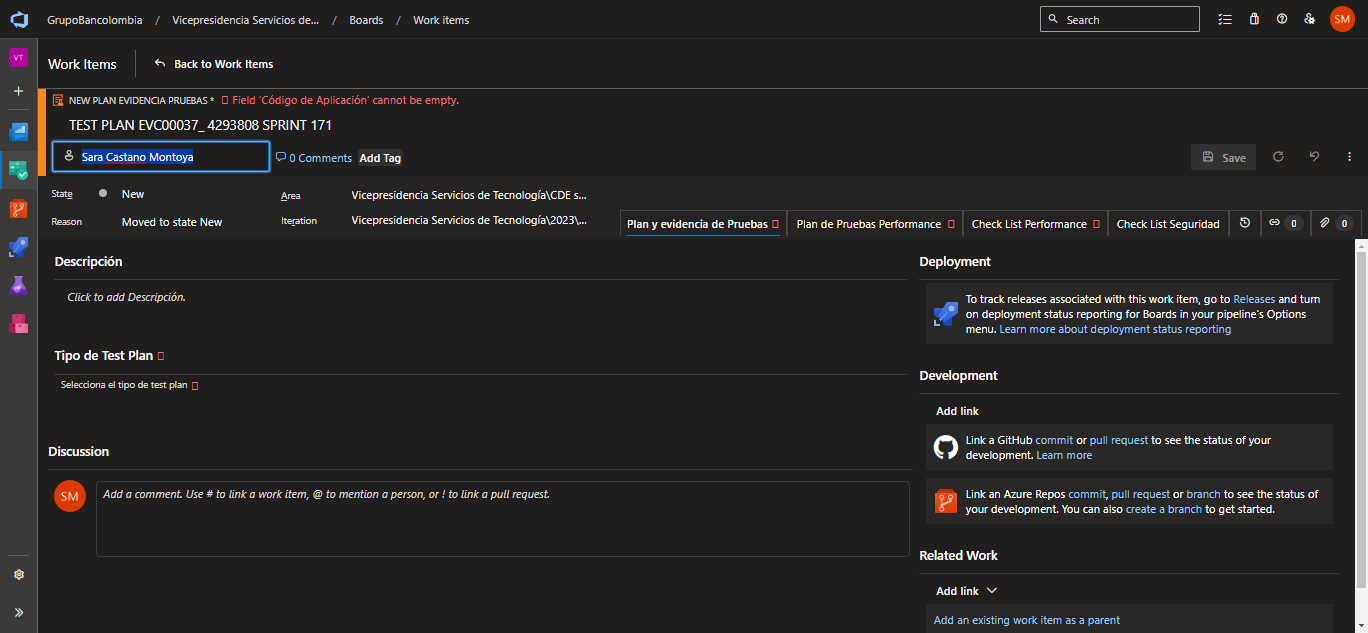 GrupoBancolombia / Vicepresidencia Servicios de... / Boards / Work items
Search
SM
VT
Work Items
Back to Work Items
NEW PLAN EVIDENCIA PRUEBAS * Field 'Código de Aplicación' cannot be empty.
TEST PLAN EVC00037_ 4293808 SPRINT 171
Sara Castano Montoya
0 Comments
Add Tag
Save
State
New
Area
Vicepresidencia Servicios de Tecnología\CDE s...
Reason
Moved to state New
Iteration
Vicepresidencia Servicios de Tecnología\2023\...
Plan y evidencia de Pruebas
Plan de Pruebas Performance
Check List Performance
Check List Seguridad
0
0
Descripción
Click to add Descripción.
Tipo de Test Plan
Selecciona el tipo de test plan
Discussion
SM
Add a comment. Use # to link a work item, @ to mention a person, or ! to link a pull request.
Deployment
To track releases associated with this work item, go to Releases and turn
on deployment status reporting for Boards in your pipeline's Options
menu. Learn more about deployment status reporting
Development
Add link
Link a GitHub commit or pull request to see the status of your
development. Learn more
Link an Azure Repos commit, pull request or branch to see the status of
your development. You can also create a branch to get started.
Related Work
Add link
Add an existing work item as a parent